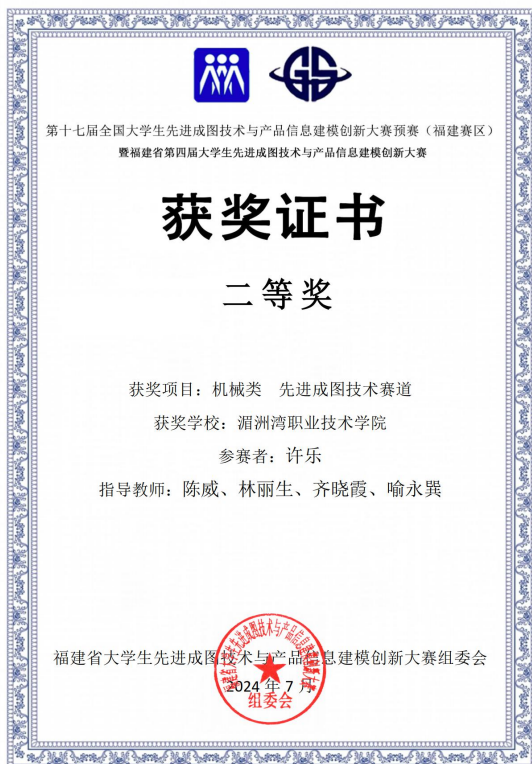 第十七届全国大学生先进成图技术与产品信息建模创新大赛预赛（福建赛区）
暨福建省第四届大学生先进成图技术与产品信息建模创新大赛
获奖证书
二等奖
获奖项目：机械类 先进成图技术赛道
获奖学校：湄洲湾职业技术学院
参赛者：许乐
指导教师：陈威、林丽生、齐晓霞、喻永巽
福建省大学生先进成图技术与产品信息建模创新大赛组委会
2024 年 7 月
组委会